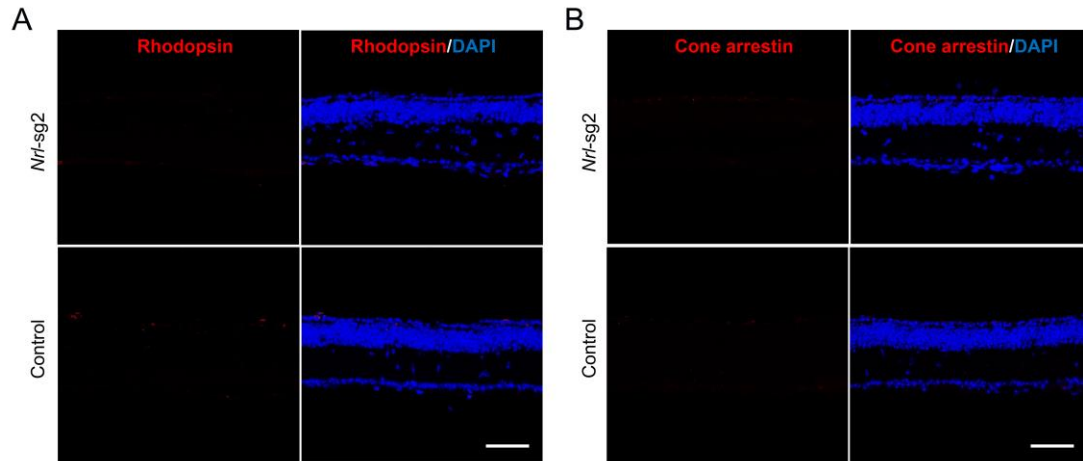 A
B
Rhodopsin
Rhodopsin/DAPI
Cone arrestin
Cone arrestin/DAPI
Nrl-sg2
Nrl-sg2
Control
Control